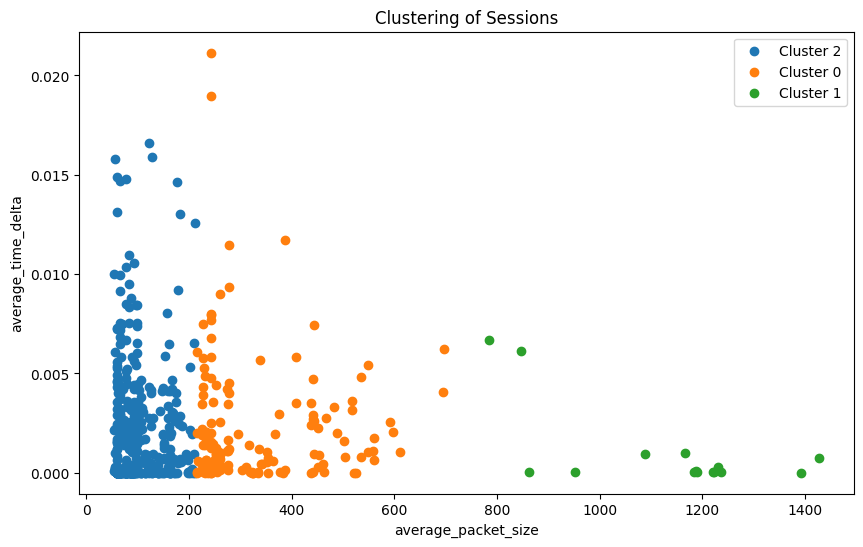 Clustering of Sessions
Cluster 2
Cluster 0
Cluster 1
average_time_delta
0.020
0.015
0.010
0.005
0.000
0 200 400 600 800 1000 1200 1400
average_packet_size